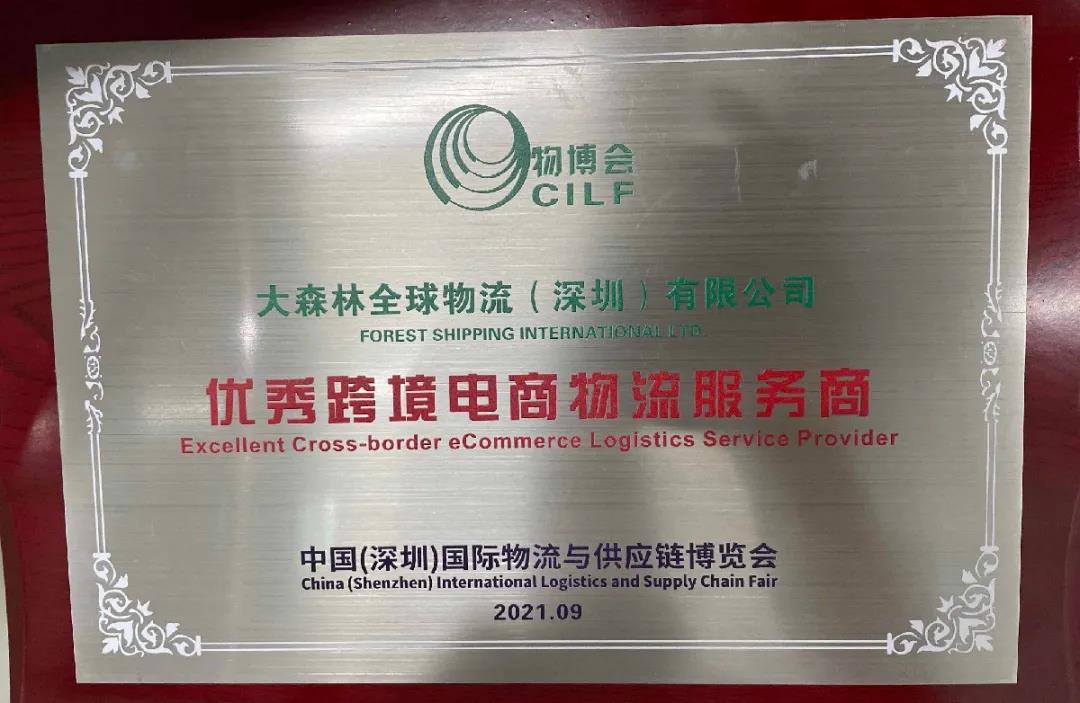 物博会
CILF
大森林全球物流（深圳）有限公司
FOREST SHIPPING INTERNATIONAL LTD.
优秀跨境电商物流服务商
Excellent Cross-border eCommerce Logistics Service Provider
中国(深圳)国际物流与供应链博览会
China (Shenzhen) International Logistics and Supply Chain Fair
2021.09